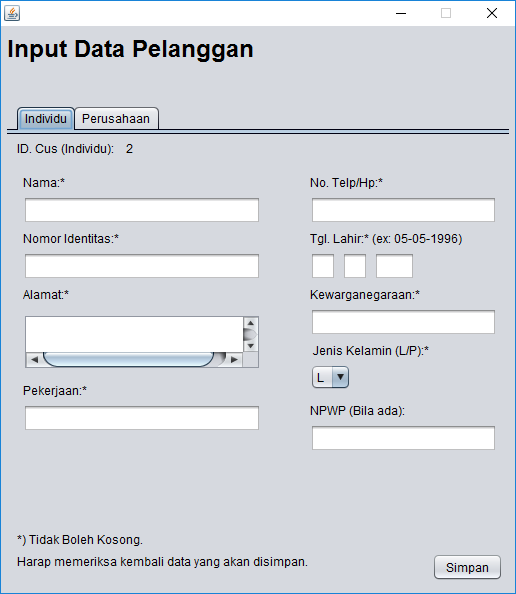 Input Data Pelanggan
Individu Perusahaan
ID. Cus (Individu): 2
Nama:*
No. Telp/Hp:*
Nomor Identitas:*
Tgl. Lahir:* (ex: 05-05-1996)
Alamat:*
Kewarganegaraan:*
Jenis Kelamin (L/P):*
L
Pekerjaan:*
NPWP (Bila ada):
*) Tidak Boleh Kosong.
Harap memeriksa kembali data yang akan disimpan.
Simpan